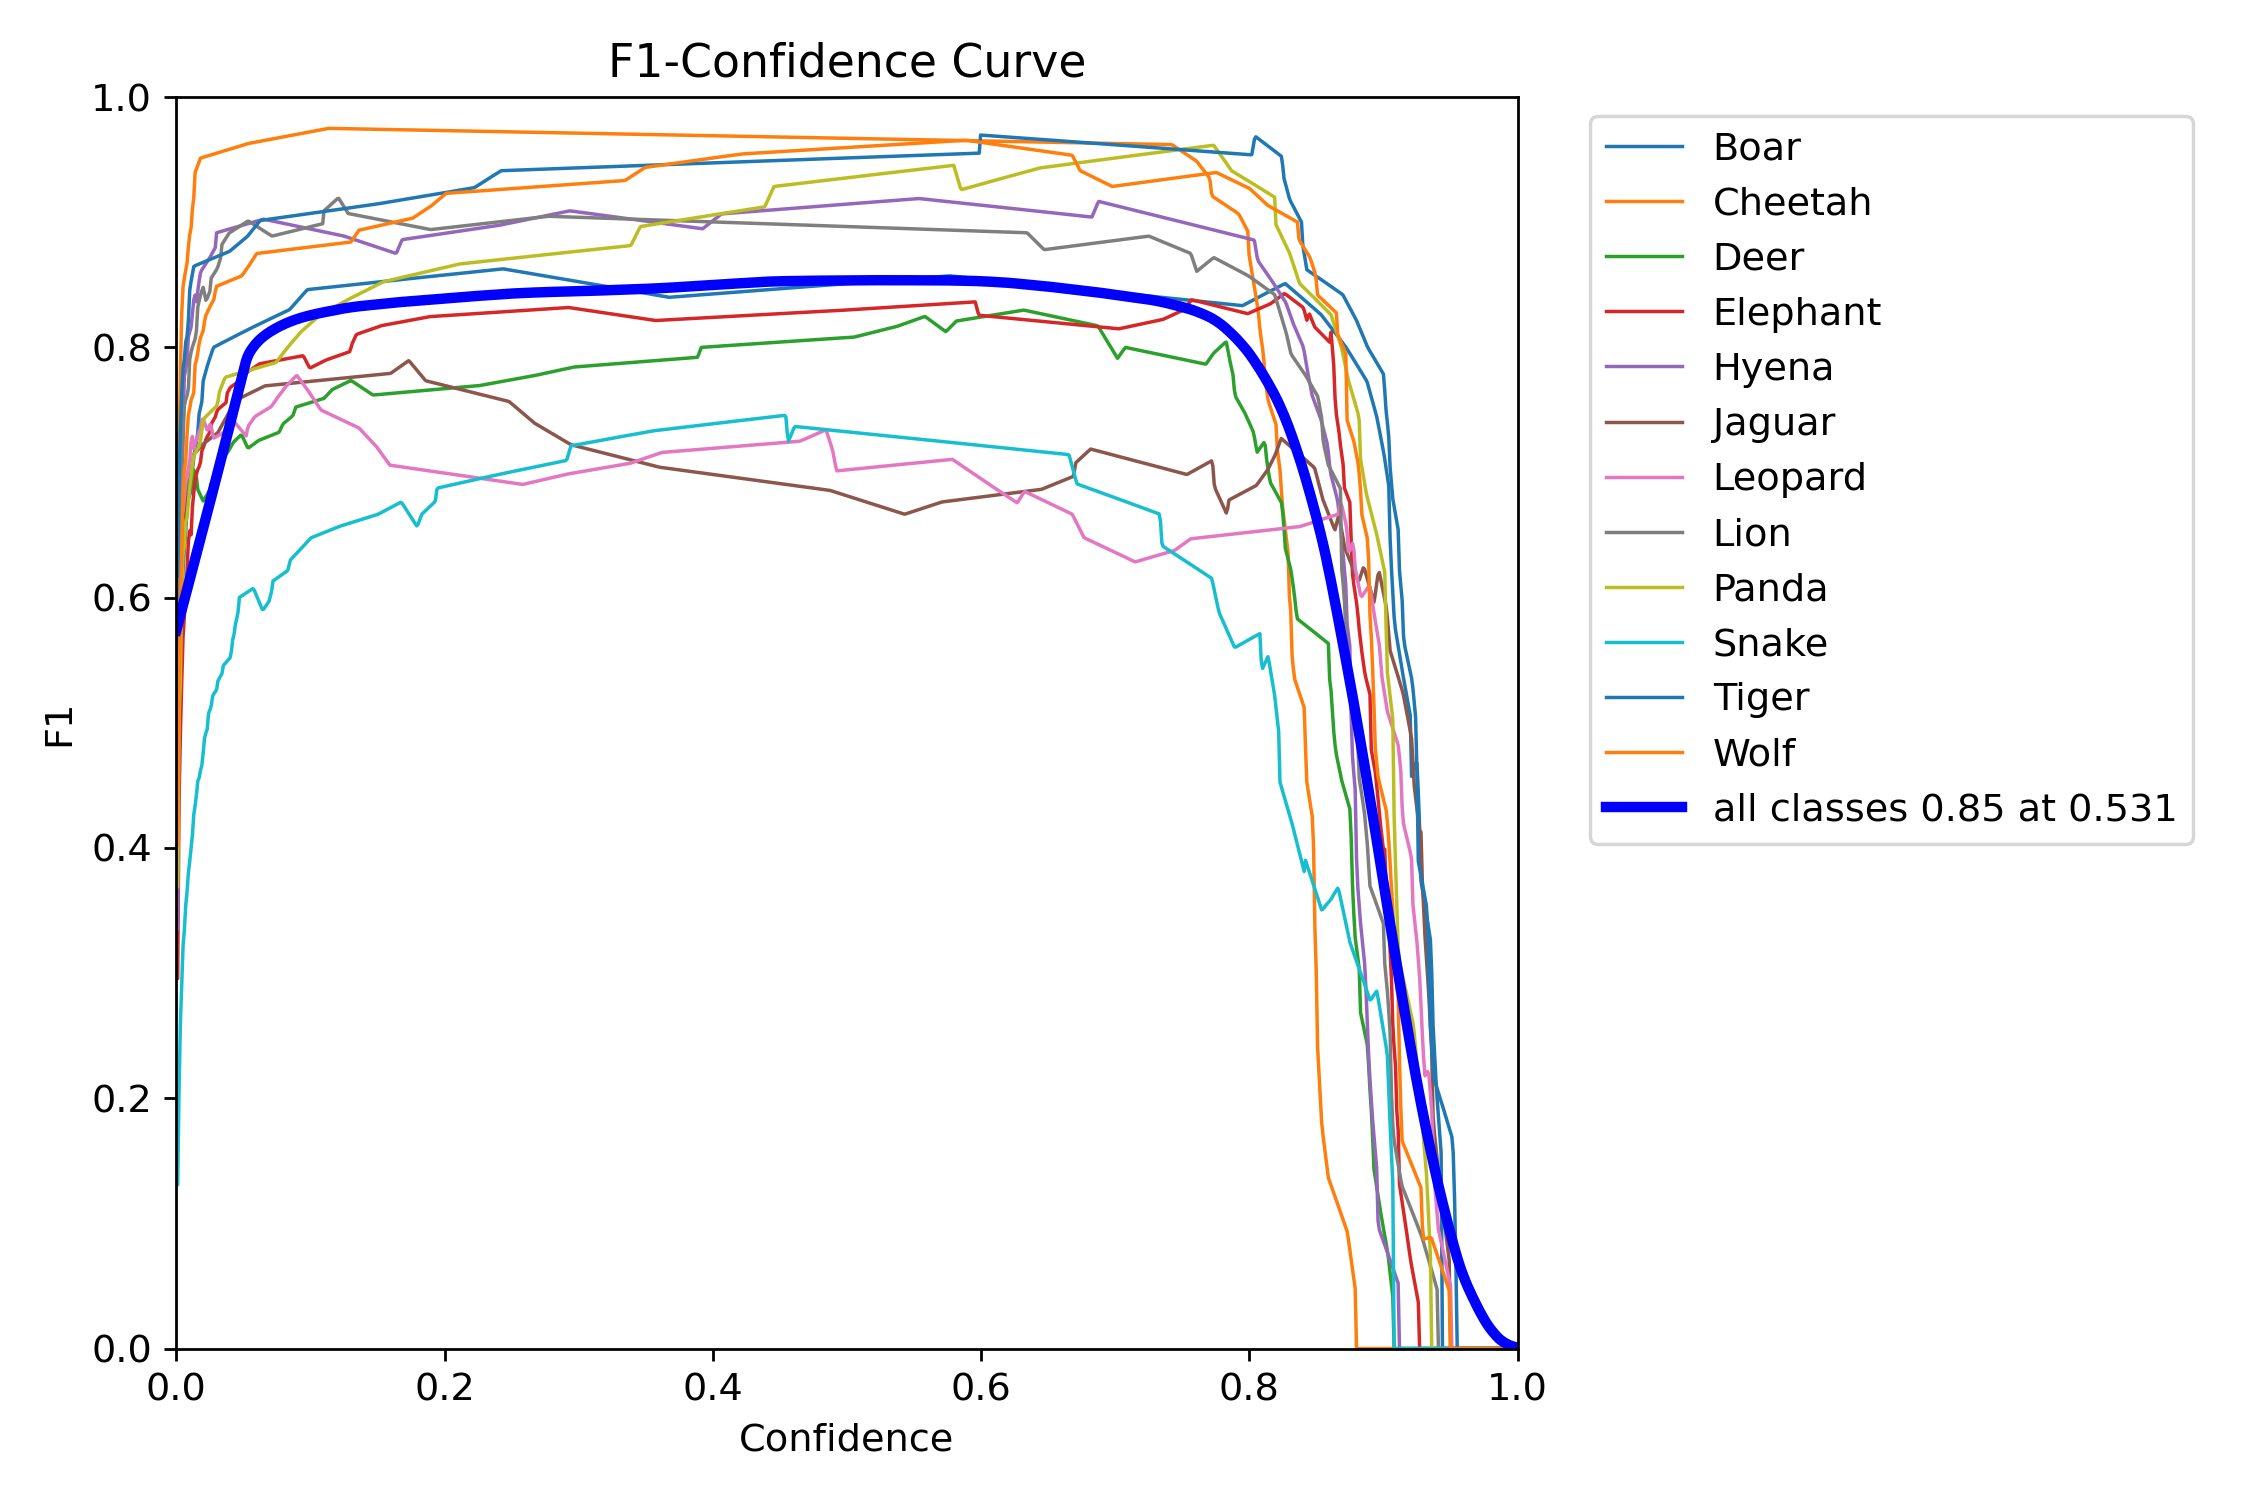 F1-Confidence Curve
1.0
0.8
0.6
0.4
0.2
0.0
F1
0.0 0.2 0.4 0.6 0.8 1.0
Confidence
Boar
Cheetah
Deer
Elephant
Hyena
Jaguar
Leopard
Lion
Panda
Snake
Tiger
Wolf
all classes 0.85 at 0.531